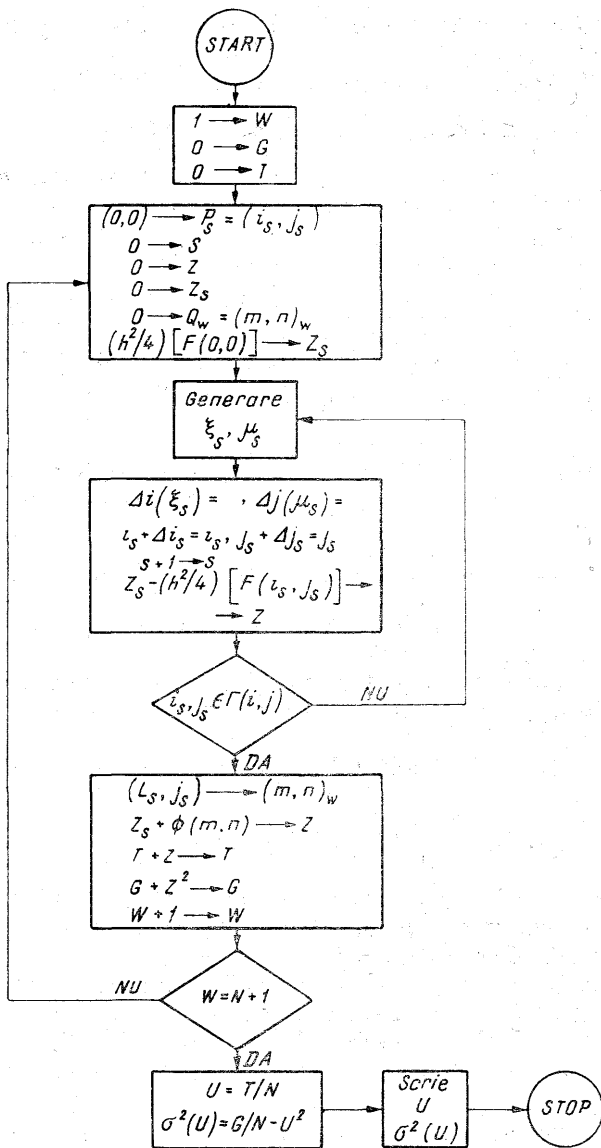 START
1 → W
0 → G
0 → T
(0,0) → P_s = (i_s, j_s)
0 → S
0 → Z
0 → Z_s
0 → Q_w = (m, n)_w
(h²/4) [F(0,0)] → Z_s
Generare
ξ_s, μ_s
Δi(ξ_s) = , Δj(μ_s) =
i_s + Δi_s = i_s, j_s + Δj_s = j_s
s + 1 → s
Z_s - (h²/4) [F(i_s, j_s)] →
→ Z
i_s, j_s ∈ Γ(i, j)
NU
DA
(L_s, j_s) → (m, n)_w
Z_s + ϕ(m, n) → Z
T + Z → T
G + Z² → G
W + 1 → W
NU
W = N + 1
DA
U = T/N
σ²(U) = G/N - U²
Scrie
U
σ²(U)
STOP